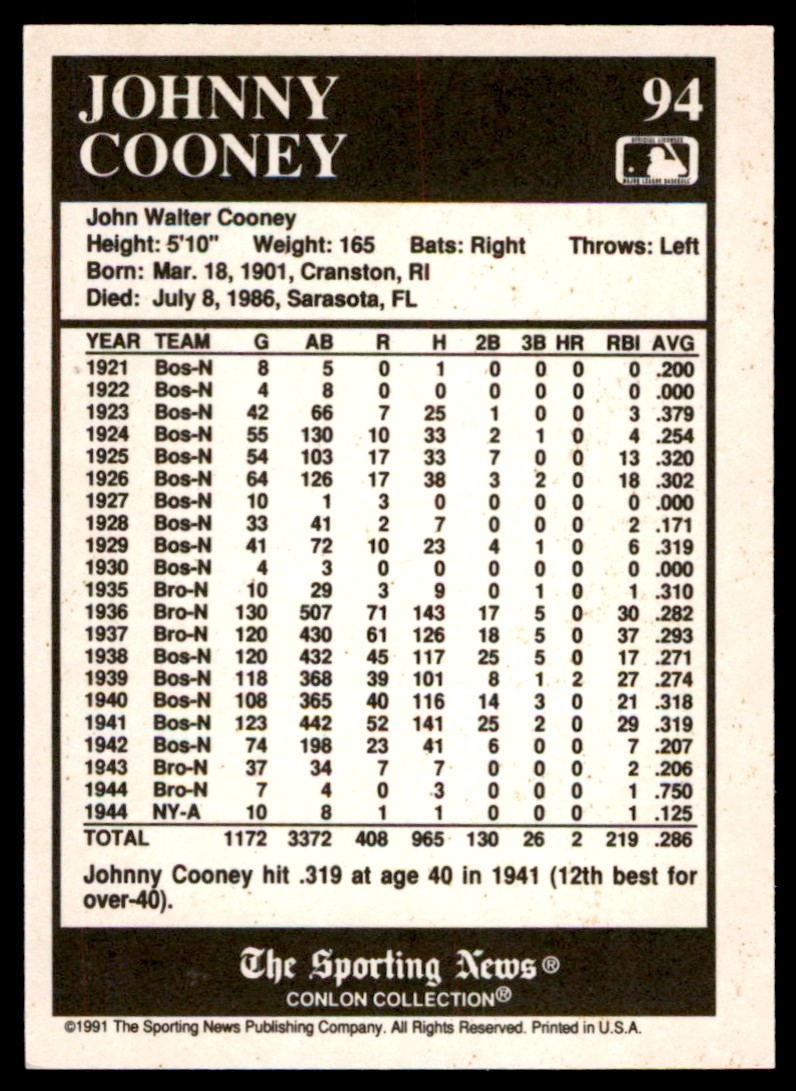 JOHNNY 94
COONEY
OFFICIAL LICENSEE
MAJOR LEAGUE BASEBALL
John Walter Cooney
Height: 5'10" Weight: 165 Bats: Right Throws: Left
Born: Mar. 18, 1901, Cranston, RI
Died: July 8, 1986, Sarasota, FL
YEAR TEAM G AB R H 2B 3B HR RBI AVG
1921 Bos-N 8 5 0 1 0 0 0 0 .200
1922 Bos-N 4 8 0 0 0 0 0 0 .000
1923 Bos-N 42 66 7 25 1 0 0 3 .379
1924 Bos-N 55 130 10 33 2 1 0 4 .254
1925 Bos-N 54 103 17 33 7 0 0 13 .320
1926 Bos-N 64 126 17 38 3 2 0 18 .302
1927 Bos-N 10 1 3 0 0 0 0 0 .000
1928 Bos-N 33 41 2 7 0 0 0 2 .171
1929 Bos-N 41 72 10 23 4 1 0 6 .319
1930 Bos-N 4 3 0 0 0 0 0 0 .000
1935 Bro-N 10 29 3 9 0 1 0 1 .310
1936 Bro-N 130 507 71 143 17 5 0 30 .282
1937 Bro-N 120 430 61 126 18 5 0 37 .293
1938 Bos-N 120 432 45 117 25 5 0 17 .271
1939 Bos-N 118 368 39 101 8 1 2 27 .274
1940 Bos-N 108 365 40 116 14 3 0 21 .318
1941 Bos-N 123 442 52 141 25 2 0 29 .319
1942 Bos-N 74 198 23 41 6 0 0 7 .207
1943 Bro-N 37 34 7 7 0 0 0 2 .206
1944 Bro-N 7 4 0 3 0 0 0 1 .750
1944 NY-A 10 8 1 1 0 0 0 1 .125
TOTAL 1172 3372 408 965 130 26 2 219 .286
Johnny Cooney hit .319 at age 40 in 1941 (12th best for
over-40).
The Sporting News®
CONLON COLLECTION®
©1991 The Sporting News Publishing Company. All Rights Reserved. Printed in U.S.A.